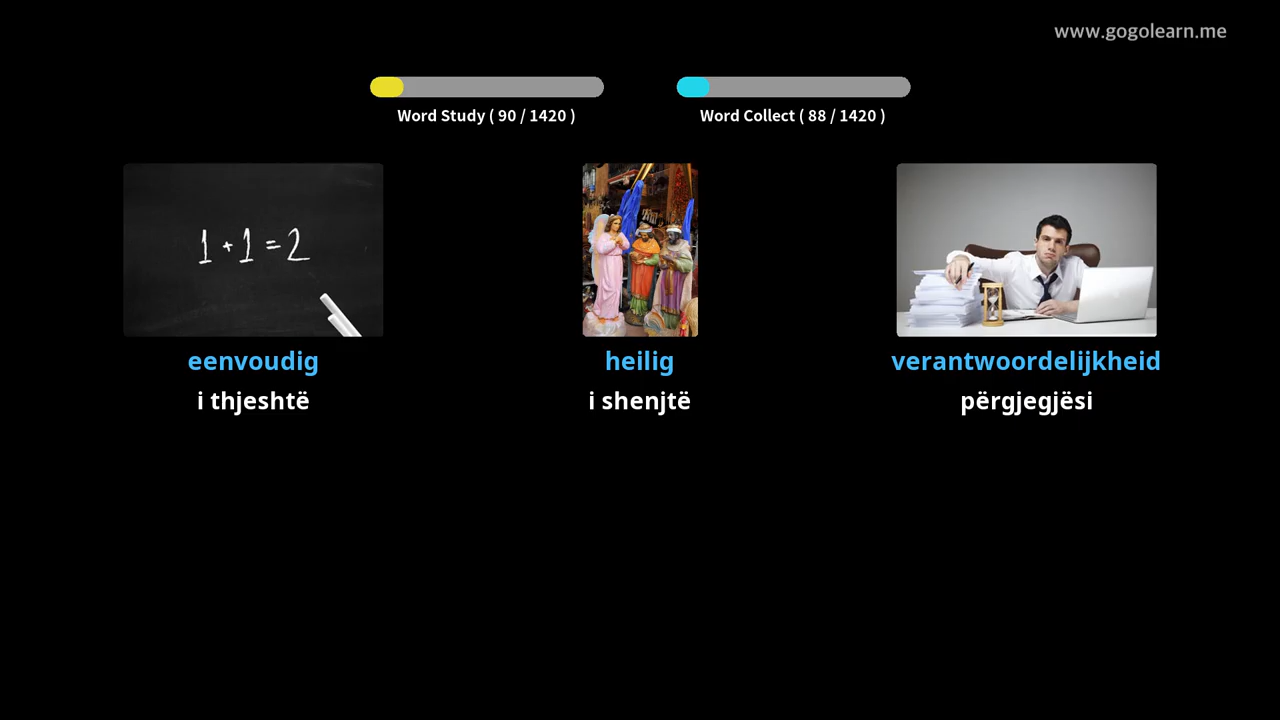 www.gogolearn.me
Word Study ( 90 / 1420 )
Word Collect ( 88 / 1420 )
1 + 1 = 2
eenvoudig
heilig
verantwoordelijkheid
i thjeshtë
i shenjtë
përgjegjësi